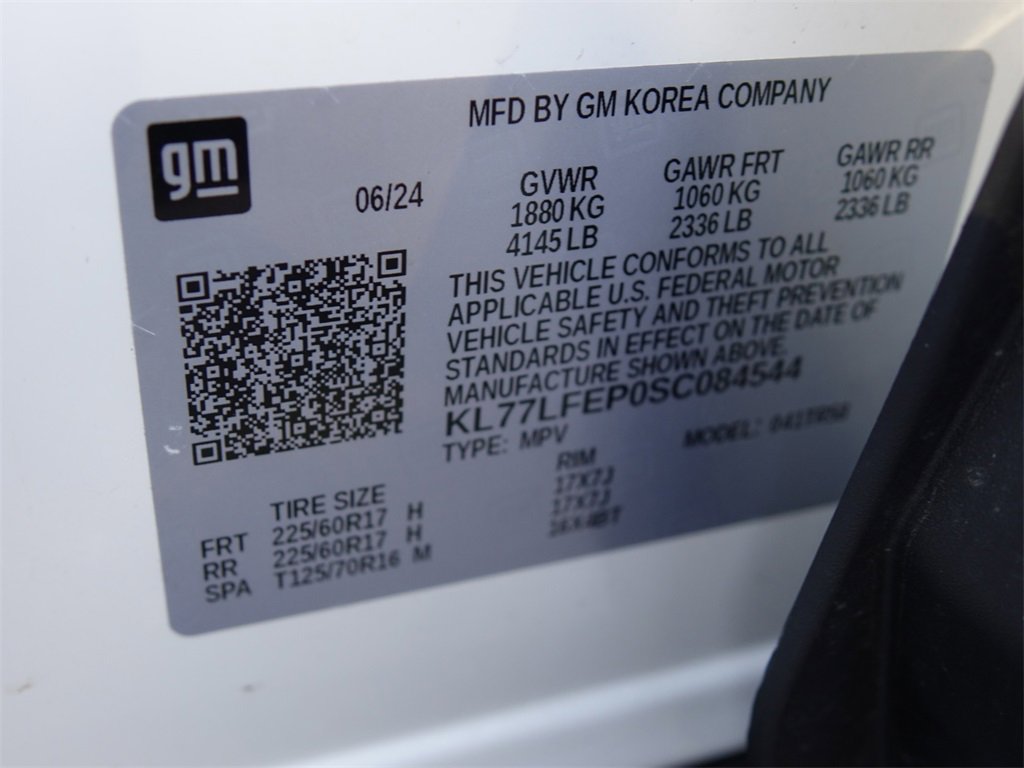 gm
MFD BY GM KOREA COMPANY
06/24
GVWR
1880 KG
4145 LB
GAWR FRT
1060 KG
2336 LB
GAWR RR
1060 KG
2336 LB
THIS VEHICLE CONFORMS TO ALL
APPLICABLE U.S. FEDERAL MOTOR
VEHICLE SAFETY AND THEFT PREVENTION
STANDARDS IN EFFECT ON THE DATE OF
MANUFACTURE SHOWN ABOVE.
KL77LFEP0SC084544
TYPE: MPV MODEL:
TIRE SIZE RIM
FRT 225/60R17 H 17X7J
RR 225/60R17 H 17X7J
SPA T125/70R16 M